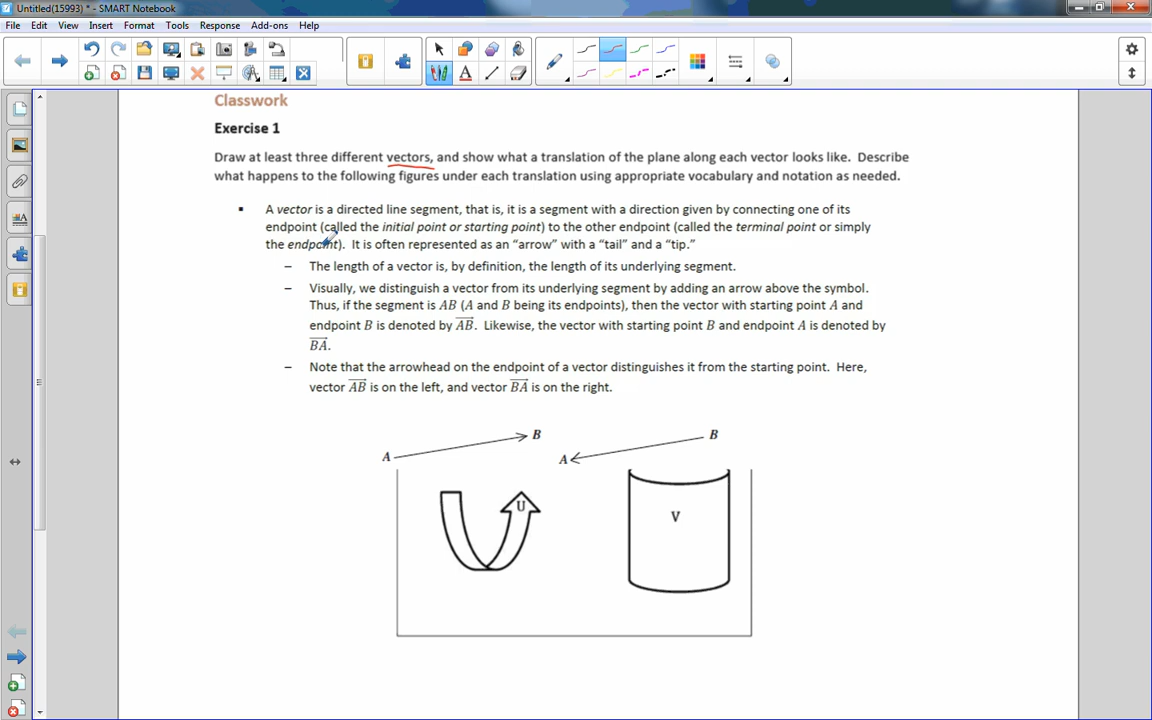 Untitled(15993) * - SMART Notebook
File Edit View Insert Format Tools Response Add-ons Help
Classwork
Exercise 1
Draw at least three different vectors, and show what a translation of the plane along each vector looks like. Describe
what happens to the following figures under each translation using appropriate vocabulary and notation as needed.
▪ A vector is a directed line segment, that is, it is a segment with a direction given by connecting one of its
endpoint (called the initial point or starting point) to the other endpoint (called the terminal point or simply
the endpoint). It is often represented as an “arrow” with a “tail” and a “tip.”
– The length of a vector is, by definition, the length of its underlying segment.
– Visually, we distinguish a vector from its underlying segment by adding an arrow above the symbol.
Thus, if the segment is AB (A and B being its endpoints), then the vector with starting point A and
endpoint B is denoted by A⃗B⃗. Likewise, the vector with starting point B and endpoint A is denoted by
B⃗A⃗.
– Note that the arrowhead on the endpoint of a vector distinguishes it from the starting point. Here,
vector A⃗B⃗ is on the left, and vector B⃗A⃗ is on the right.
B B
A A
U V